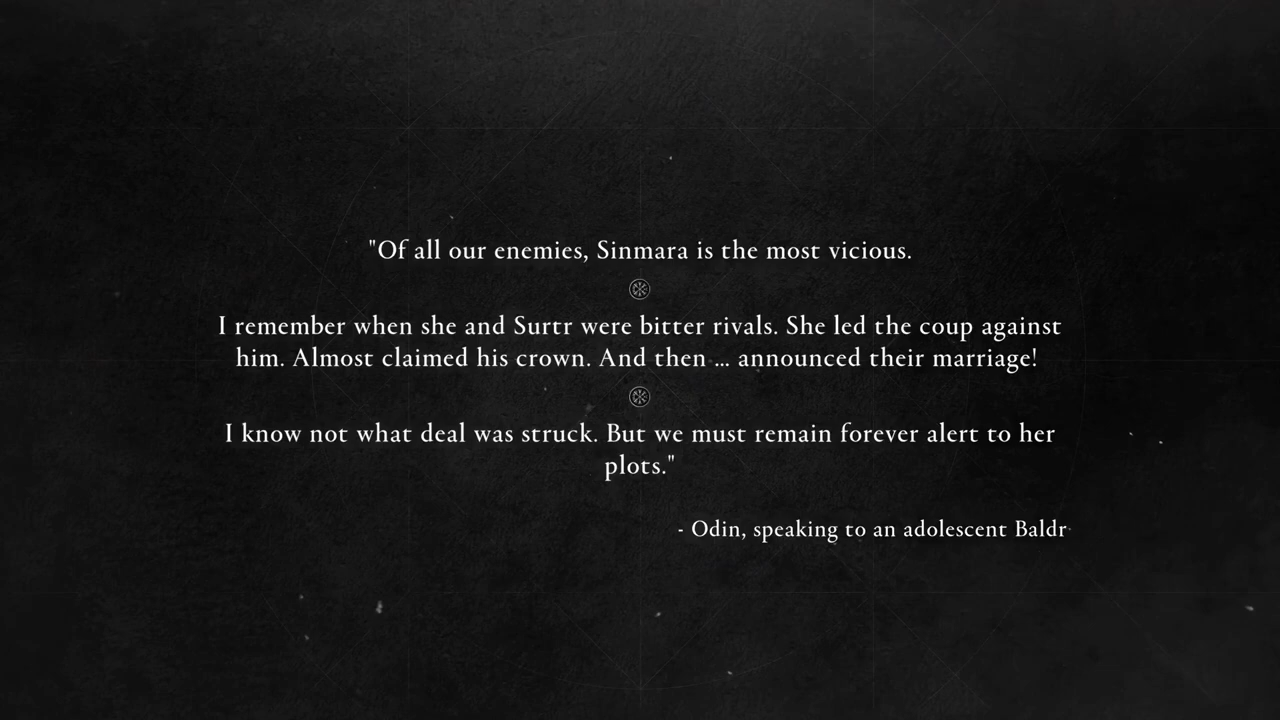 "Of all our enemies, Sinmara is the most vicious.
I remember when she and Surtr were bitter rivals. She led the coup against
him. Almost claimed his crown. And then ... announced their marriage!
I know not what deal was struck. But we must remain forever alert to her
plots."
- Odin, speaking to an adolescent Baldr